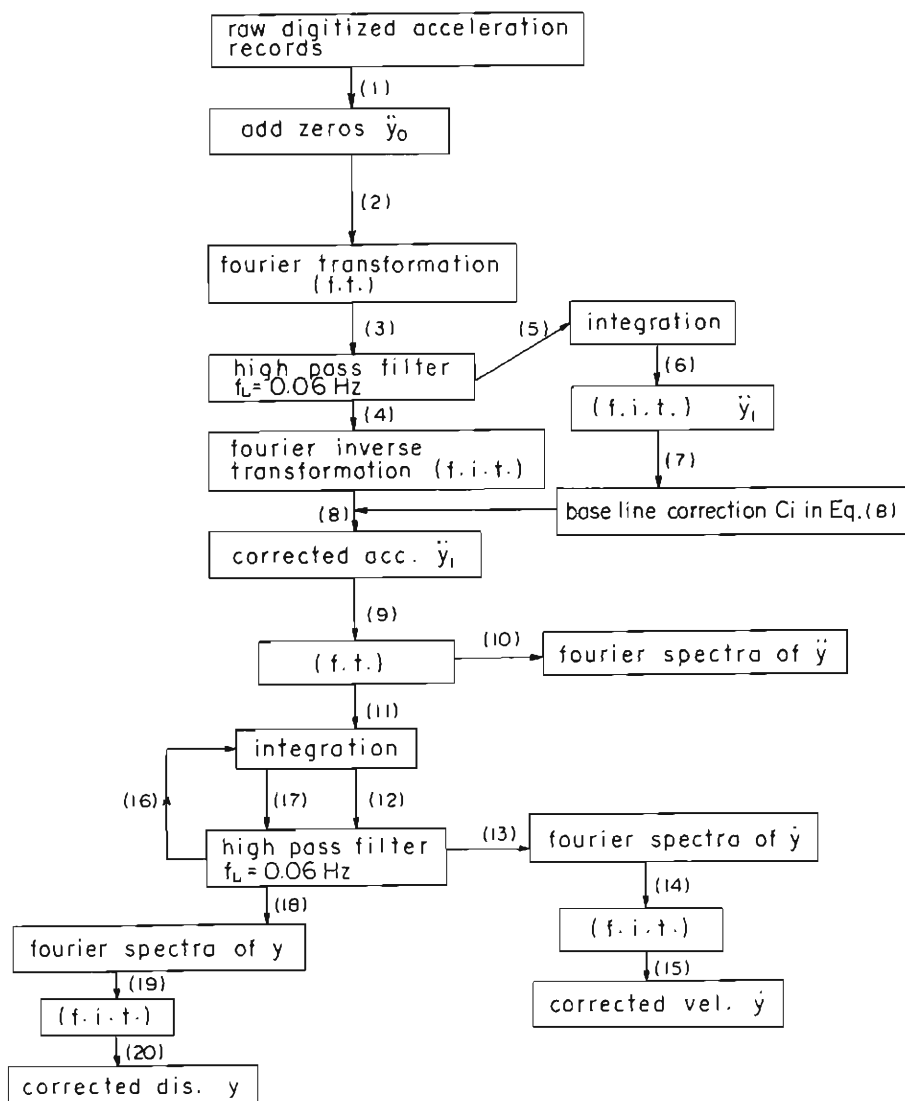 raw digitized acceleration
records
(1)
add zeros ÿ₀
(2)
fourier transformation
(f.t.)
(3)
(5)
integration
high pass filter
f_L = 0.06 Hz
(6)
(4)
(f.i.t.) ÿ₁
fourier inverse
transformation (f.i.t.)
(7)
(8)
base line correction Ci in Eq.(8)
corrected acc. ÿ₁
(9)
(f.t.)
(10)
fourier spectra of ÿ
(11)
integration
(16)
(17)
(12)
high pass filter
f_L = 0.06 Hz
(13)
fourier spectra of ẏ
(14)
(18)
(f.i.t.)
fourier spectra of y
(15)
(19)
corrected vel. ẏ
(f.i.t.)
(20)
corrected dis. y